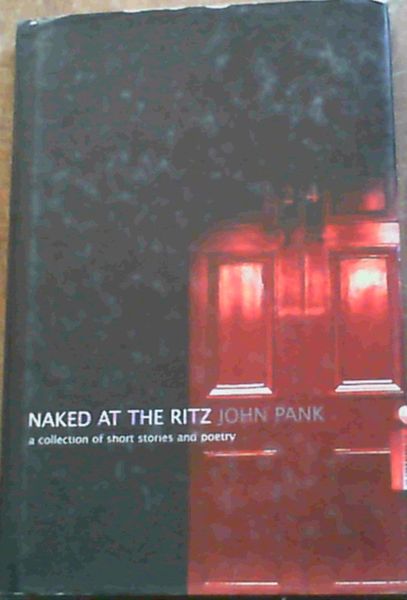 NAKED AT THE RITZ JOHN PANK
a collection of short stories and poetry